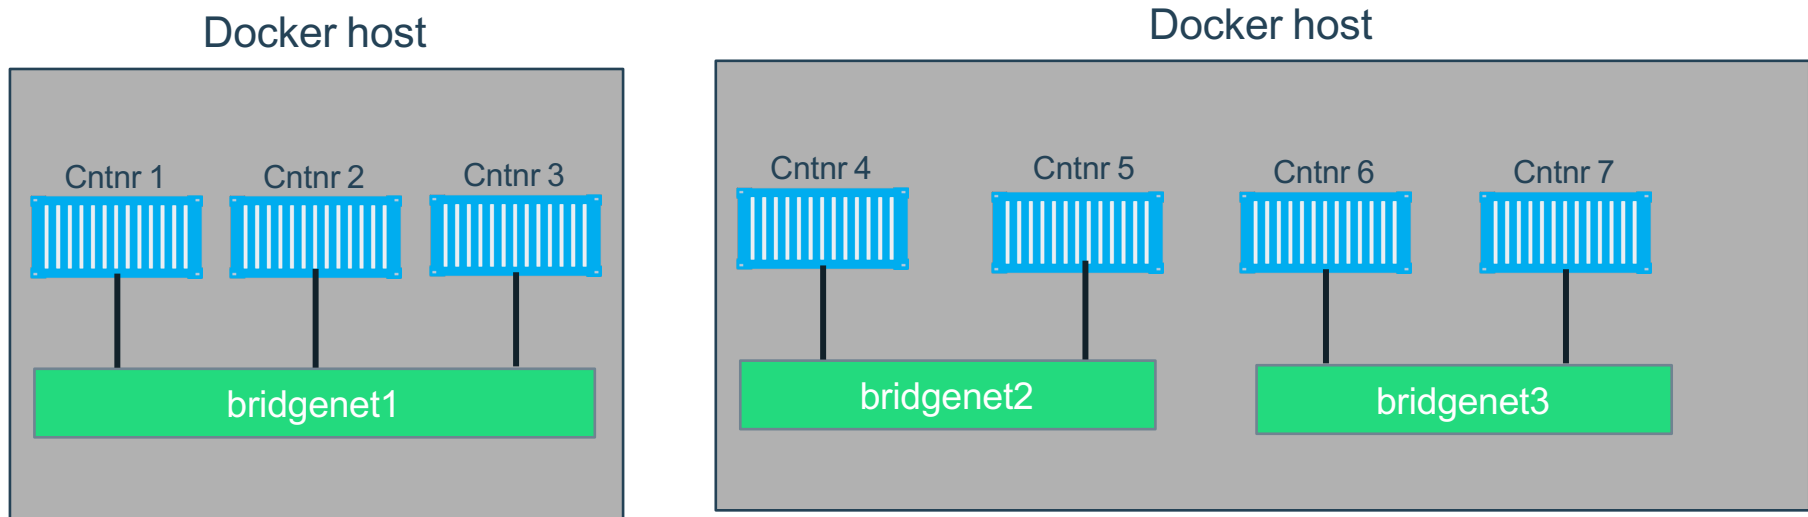 Docker host
Docker host
Cntnr 1
Cntnr 2
Cntnr 3
Cntnr 4
Cntnr 5
Cntnr 6
Cntnr 7
bridgenet1
bridgenet2
bridgenet3